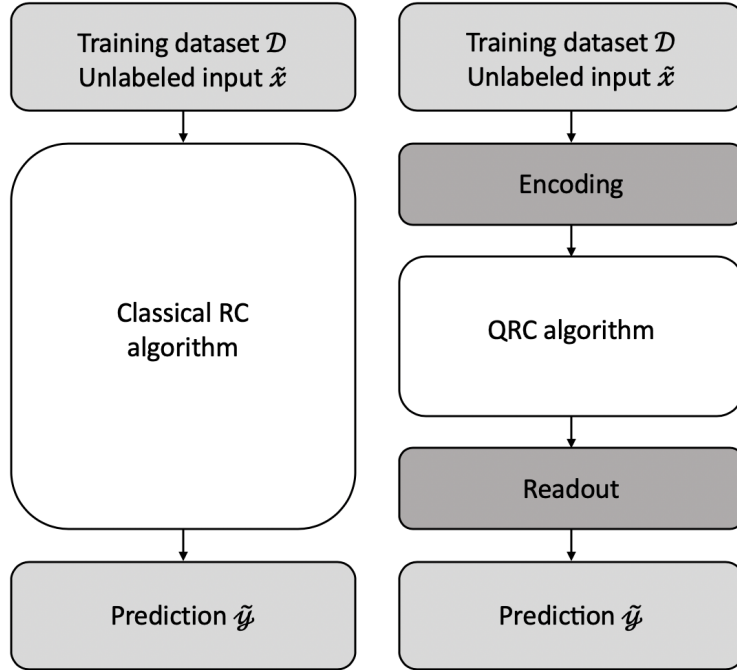 Training dataset 𝒟
Unlabeled input x̃
Classical RC
algorithm
Prediction ỹ
Training dataset 𝒟
Unlabeled input x̃
Encoding
QRC algorithm
Readout
Prediction ỹ